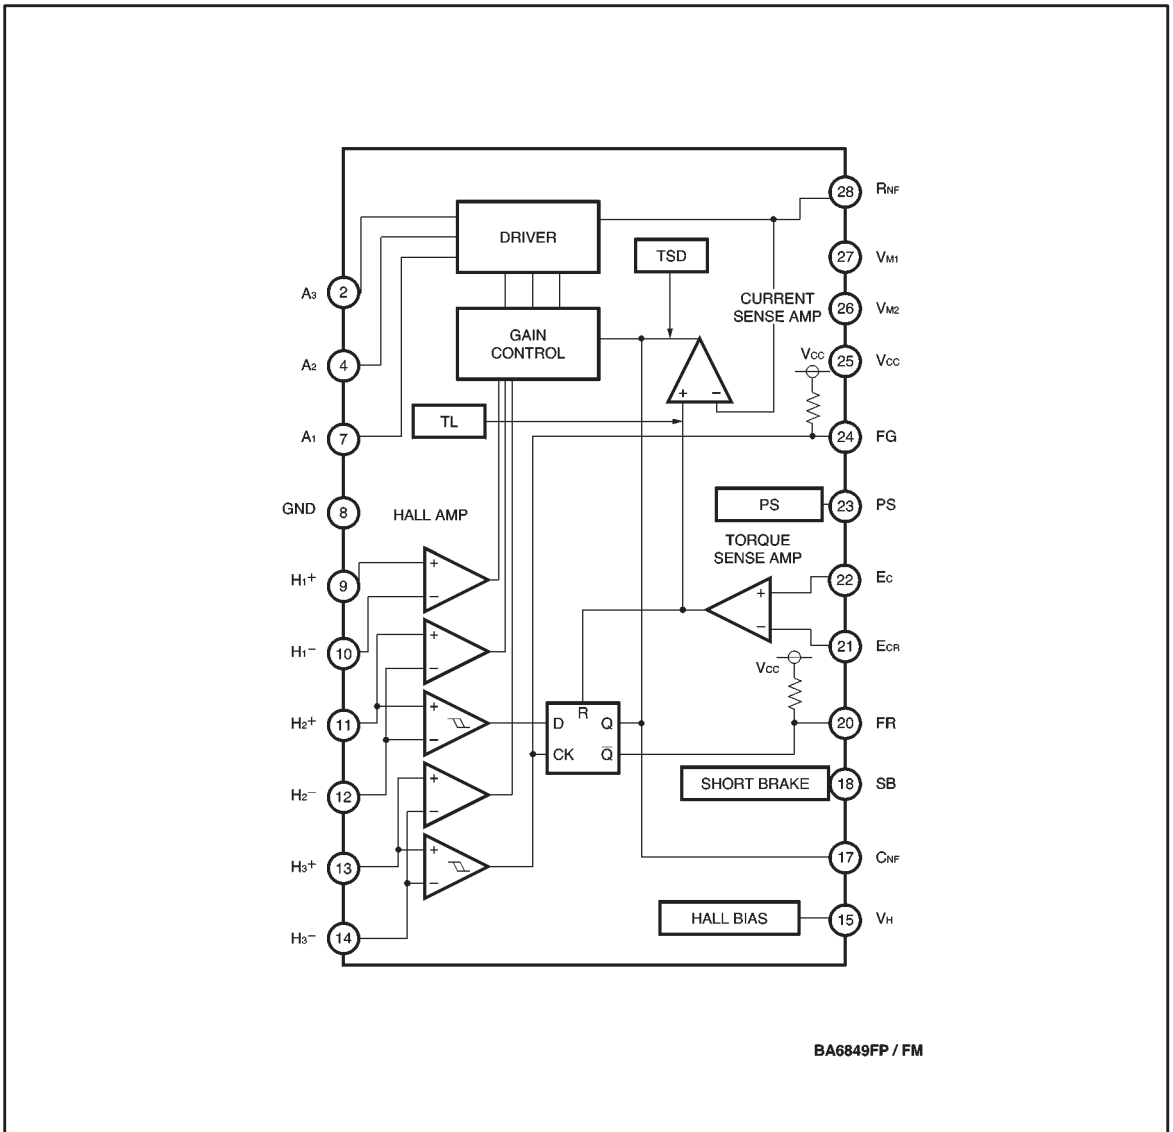 28 RNF
DRIVER
TSD
27 VM1
A3 2
CURRENT
SENSE AMP
26 VM2
GAIN
CONTROL
VCC
25 VCC
A2 4
+ −
TL
A1 7
24 FG
PS
23 PS
GND 8
HALL AMP
TORQUE
SENSE AMP
H1+ 9
+
−
22 EC
+
−
H1− 10
+
−
21 ECR
VCC
H2+ 11
+
−
R
D Q
CK Q̅
20 FR
H2− 12
+
−
SHORT BRAKE
18 SB
H3+ 13
+
−
17 CNF
HALL BIAS
15 VH
H3− 14
BA6849FP / FM